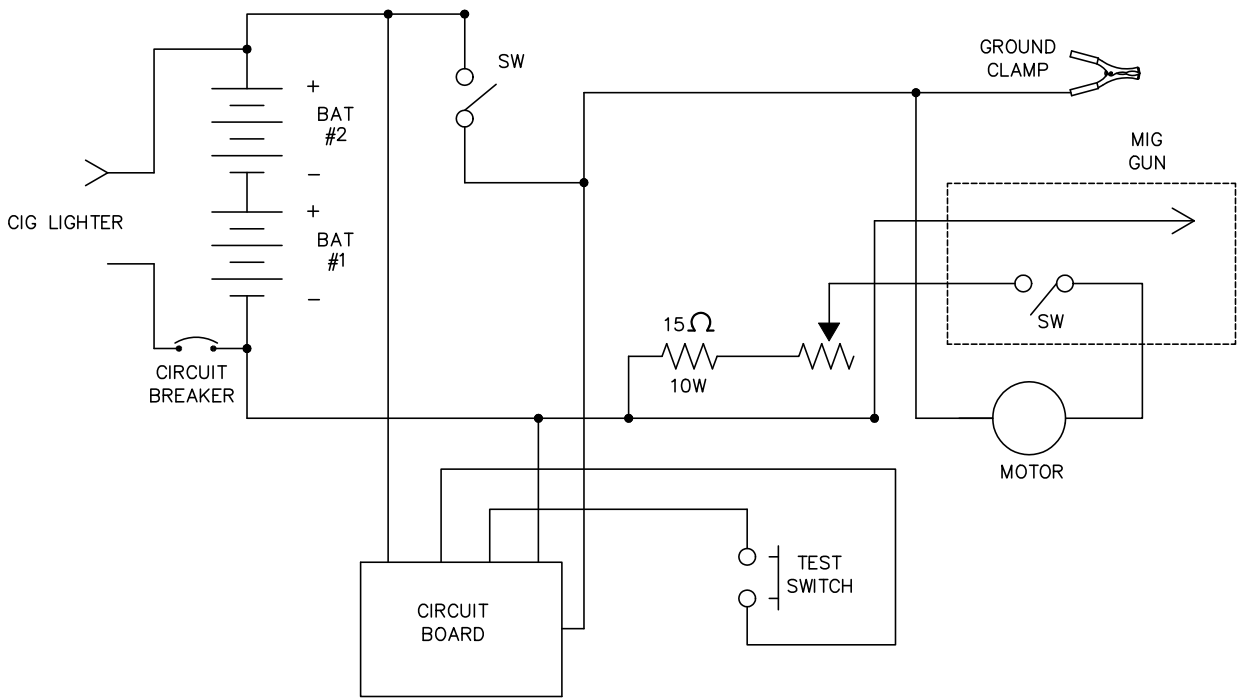 SW
GROUND
CLAMP
+
BAT
#2
–
MIG
GUN
+
BAT
#1
–
CIG LIGHTER
SW
15Ω
10W
CIRCUIT
BREAKER
MOTOR
TEST
SWITCH
CIRCUIT
BOARD